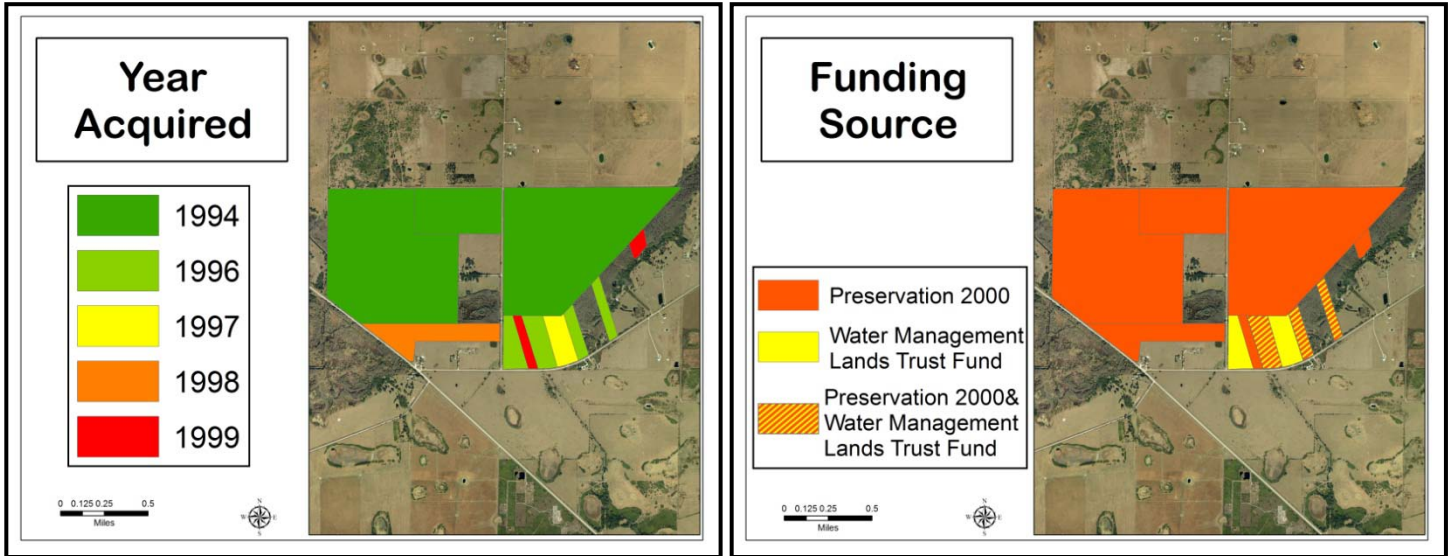 Year
Acquired
1994
1996
1997
1998
1999
0 0.125 0.25 0.5
Miles
N
W E
S
Funding
Source
Preservation 2000
Water Management
Lands Trust Fund
Preservation 2000&
Water Management
Lands Trust Fund
0 0.125 0.25 0.5
Miles
N
W E
S